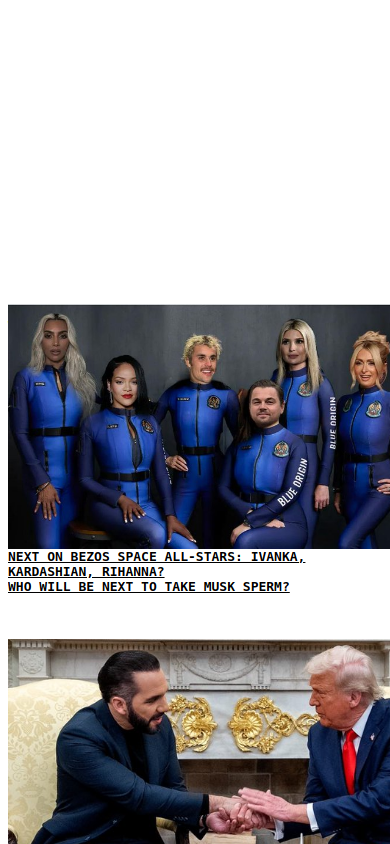 BLUE ORIGIN
BLUE ORIGIN
NEXT ON BEZOS SPACE ALL-STARS: IVANKA,
KARDASHIAN, RIHANNA?
WHO WILL BE NEXT TO TAKE MUSK SPERM?